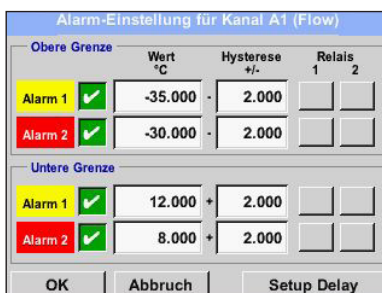 Alarm-Einstellung für Kanal A1 (Flow)
Obere Grenze
Wert Hysterese Relais
°C +/- 1 2
Alarm 1 -35.000 - 2.000
Alarm 2 -30.000 - 2.000
Untere Grenze
Alarm 1 12.000 + 2.000
Alarm 2 8.000 + 2.000
OK Abbruch Setup Delay